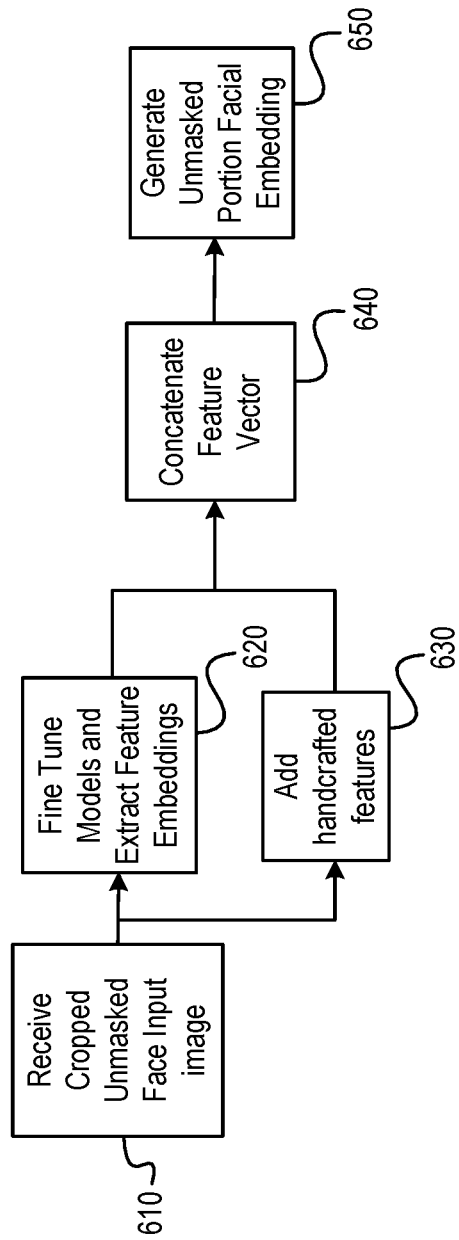 Receive
Cropped
Unmasked
Face Input
image
610
Fine Tune
Models and
Extract Feature
Embeddings
620
Add
handcrafted
features
630
Concatenate
Feature
Vector
640
Generate
Unmasked
Portion Facial
Embedding
650